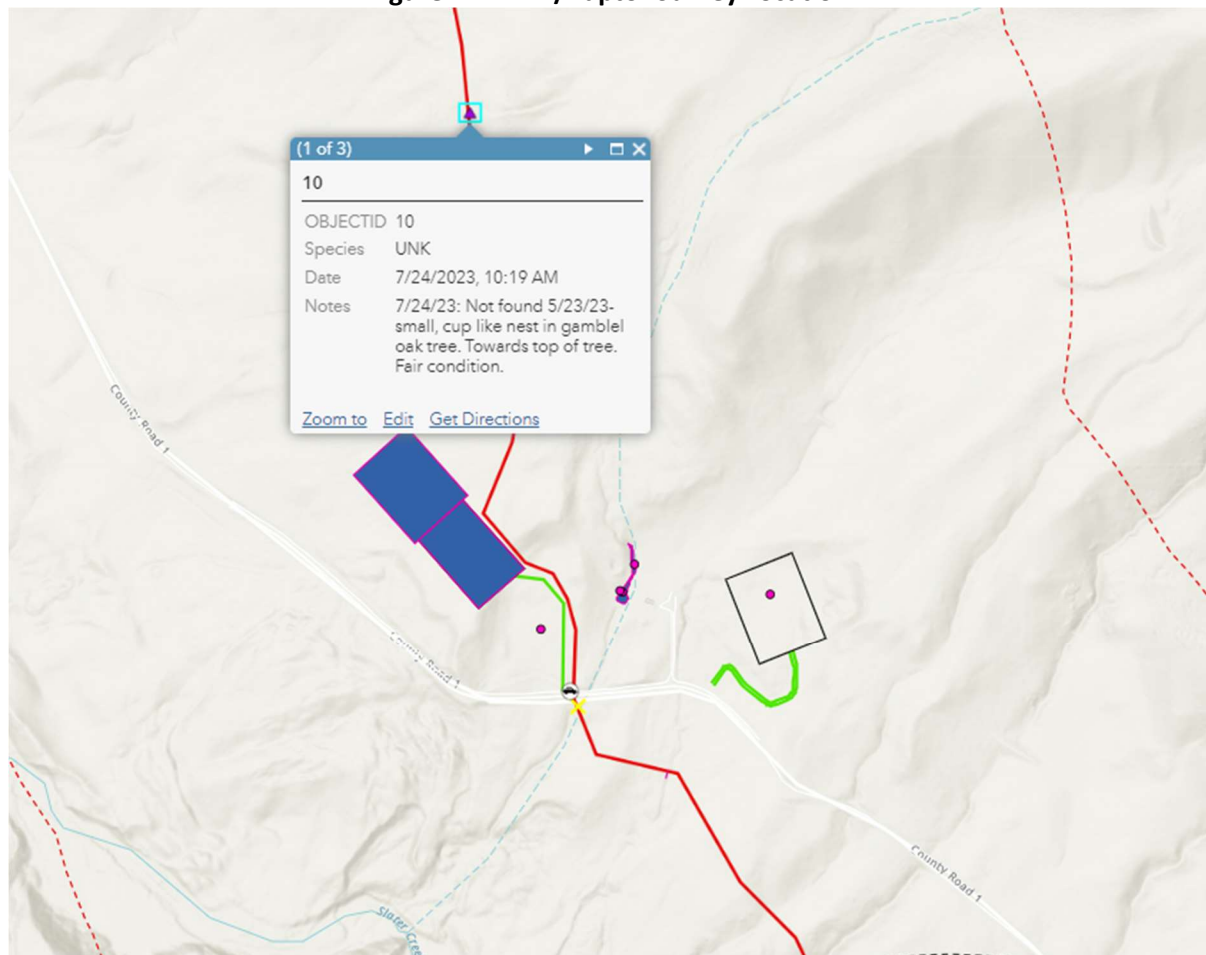 (1 of 3)
10
OBJECTID 10
Species UNK
Date 7/24/2023, 10:19 AM
Notes 7/24/23: Not found 5/23/23-
small, cup like nest in gamblel
oak tree. Towards top of tree.
Fair condition.
Zoom to Edit Get Directions
County Road 1
County Road 1
County Road 1
Slater